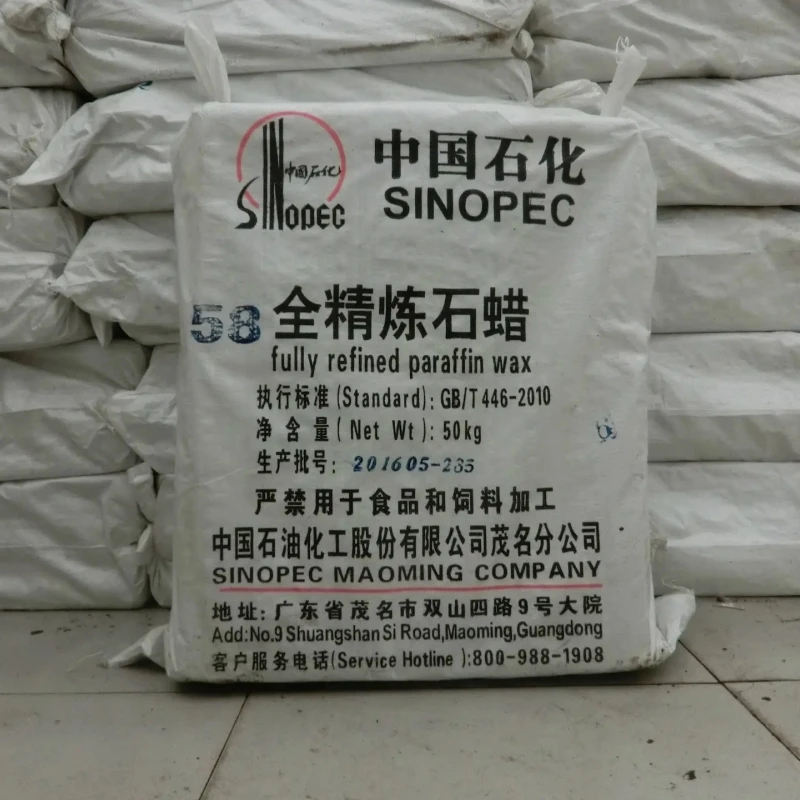 中国石化
SINOPEC
中国石化
SINOPEC
58 全精炼石蜡
fully refined paraffin wax
执行标准(Standard): GB/T446-2010
净含量(Net Wt): 50kg
生产批号: 201605-235
严禁用于食品和饲料加工
中国石油化工股份有限公司茂名分公司
SINOPEC MAOMING COMPANY
地址: 广东省茂名市双山四路9号大院
Add:No.9 Shuangshan Si Road,Maoming,Guangdong
客户服务电话(Service Hotline ):800-988-1908